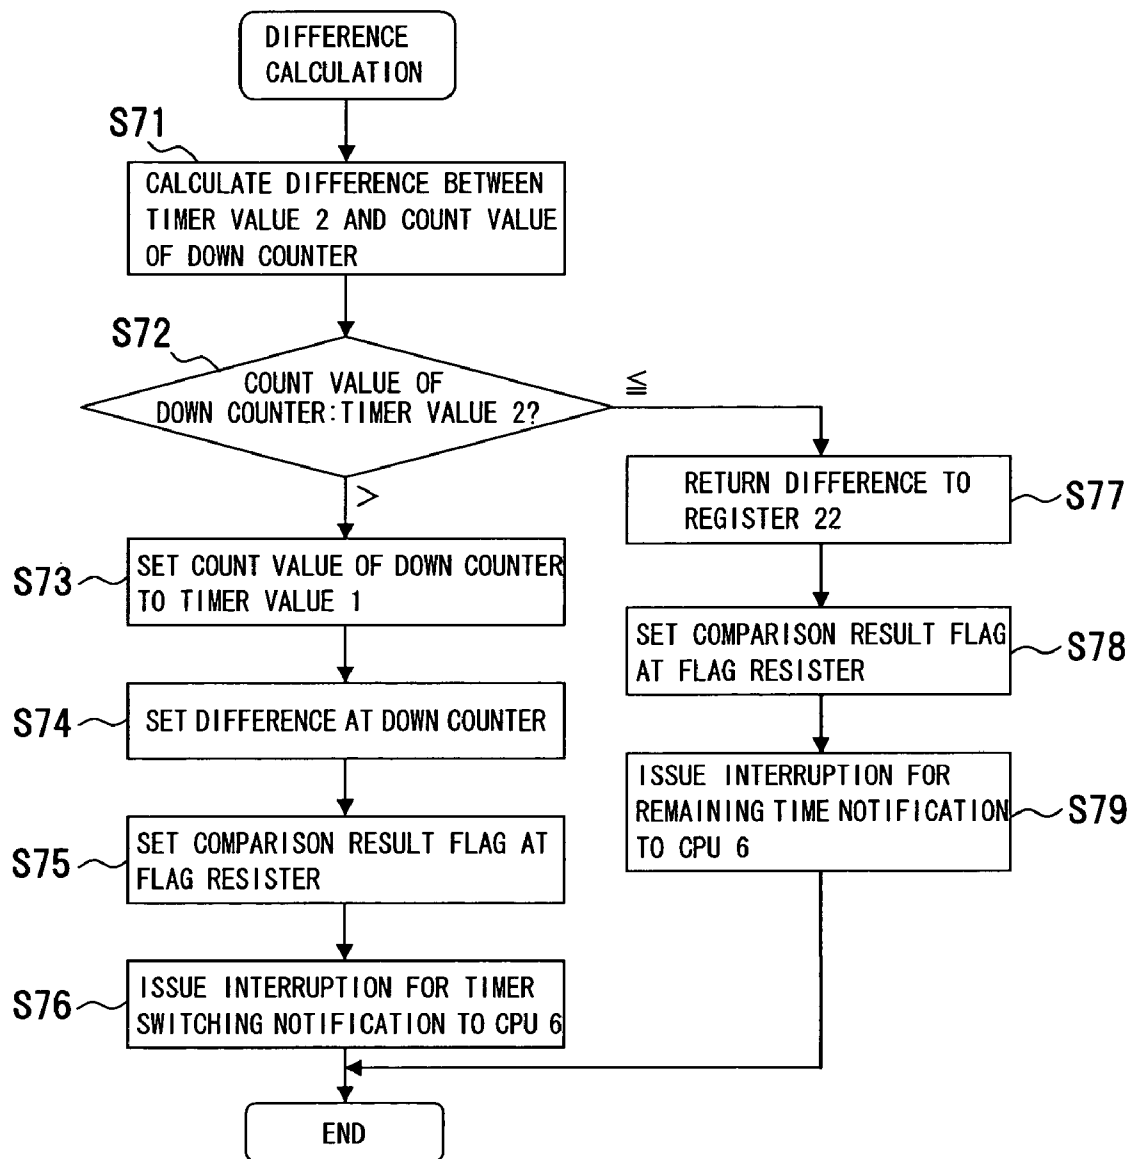 DIFFERENCE
CALCULATION
S71
CALCULATE DIFFERENCE BETWEEN
TIMER VALUE 2 AND COUNT VALUE
OF DOWN COUNTER
S72
COUNT VALUE OF
DOWN COUNTER:TIMER VALUE 2?
≦
>
S73
SET COUNT VALUE OF DOWN COUNTER
TO TIMER VALUE 1
S74
SET DIFFERENCE AT DOWN COUNTER
S75
SET COMPARISON RESULT FLAG AT
FLAG RESISTER
S76
ISSUE INTERRUPTION FOR TIMER
SWITCHING NOTIFICATION TO CPU 6
RETURN DIFFERENCE TO
REGISTER 22
S77
SET COMPARISON RESULT FLAG
AT FLAG RESISTER
S78
ISSUE INTERRUPTION FOR
REMAINING TIME NOTIFICATION
TO CPU 6
S79
END